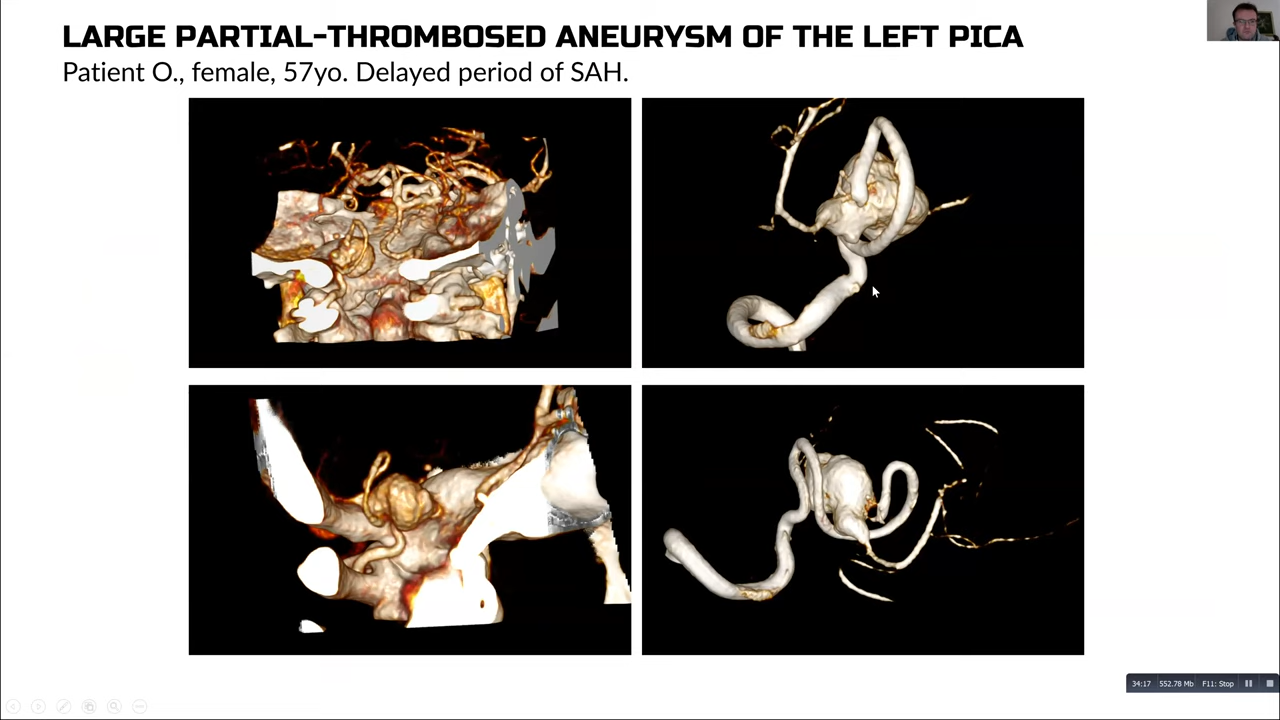 LARGE PARTIAL-THROMBOSED ANEURYSM OF THE LEFT PICA
Patient O., female, 57yo. Delayed period of SAH.
34:17 552.78 Mb F11: Stop